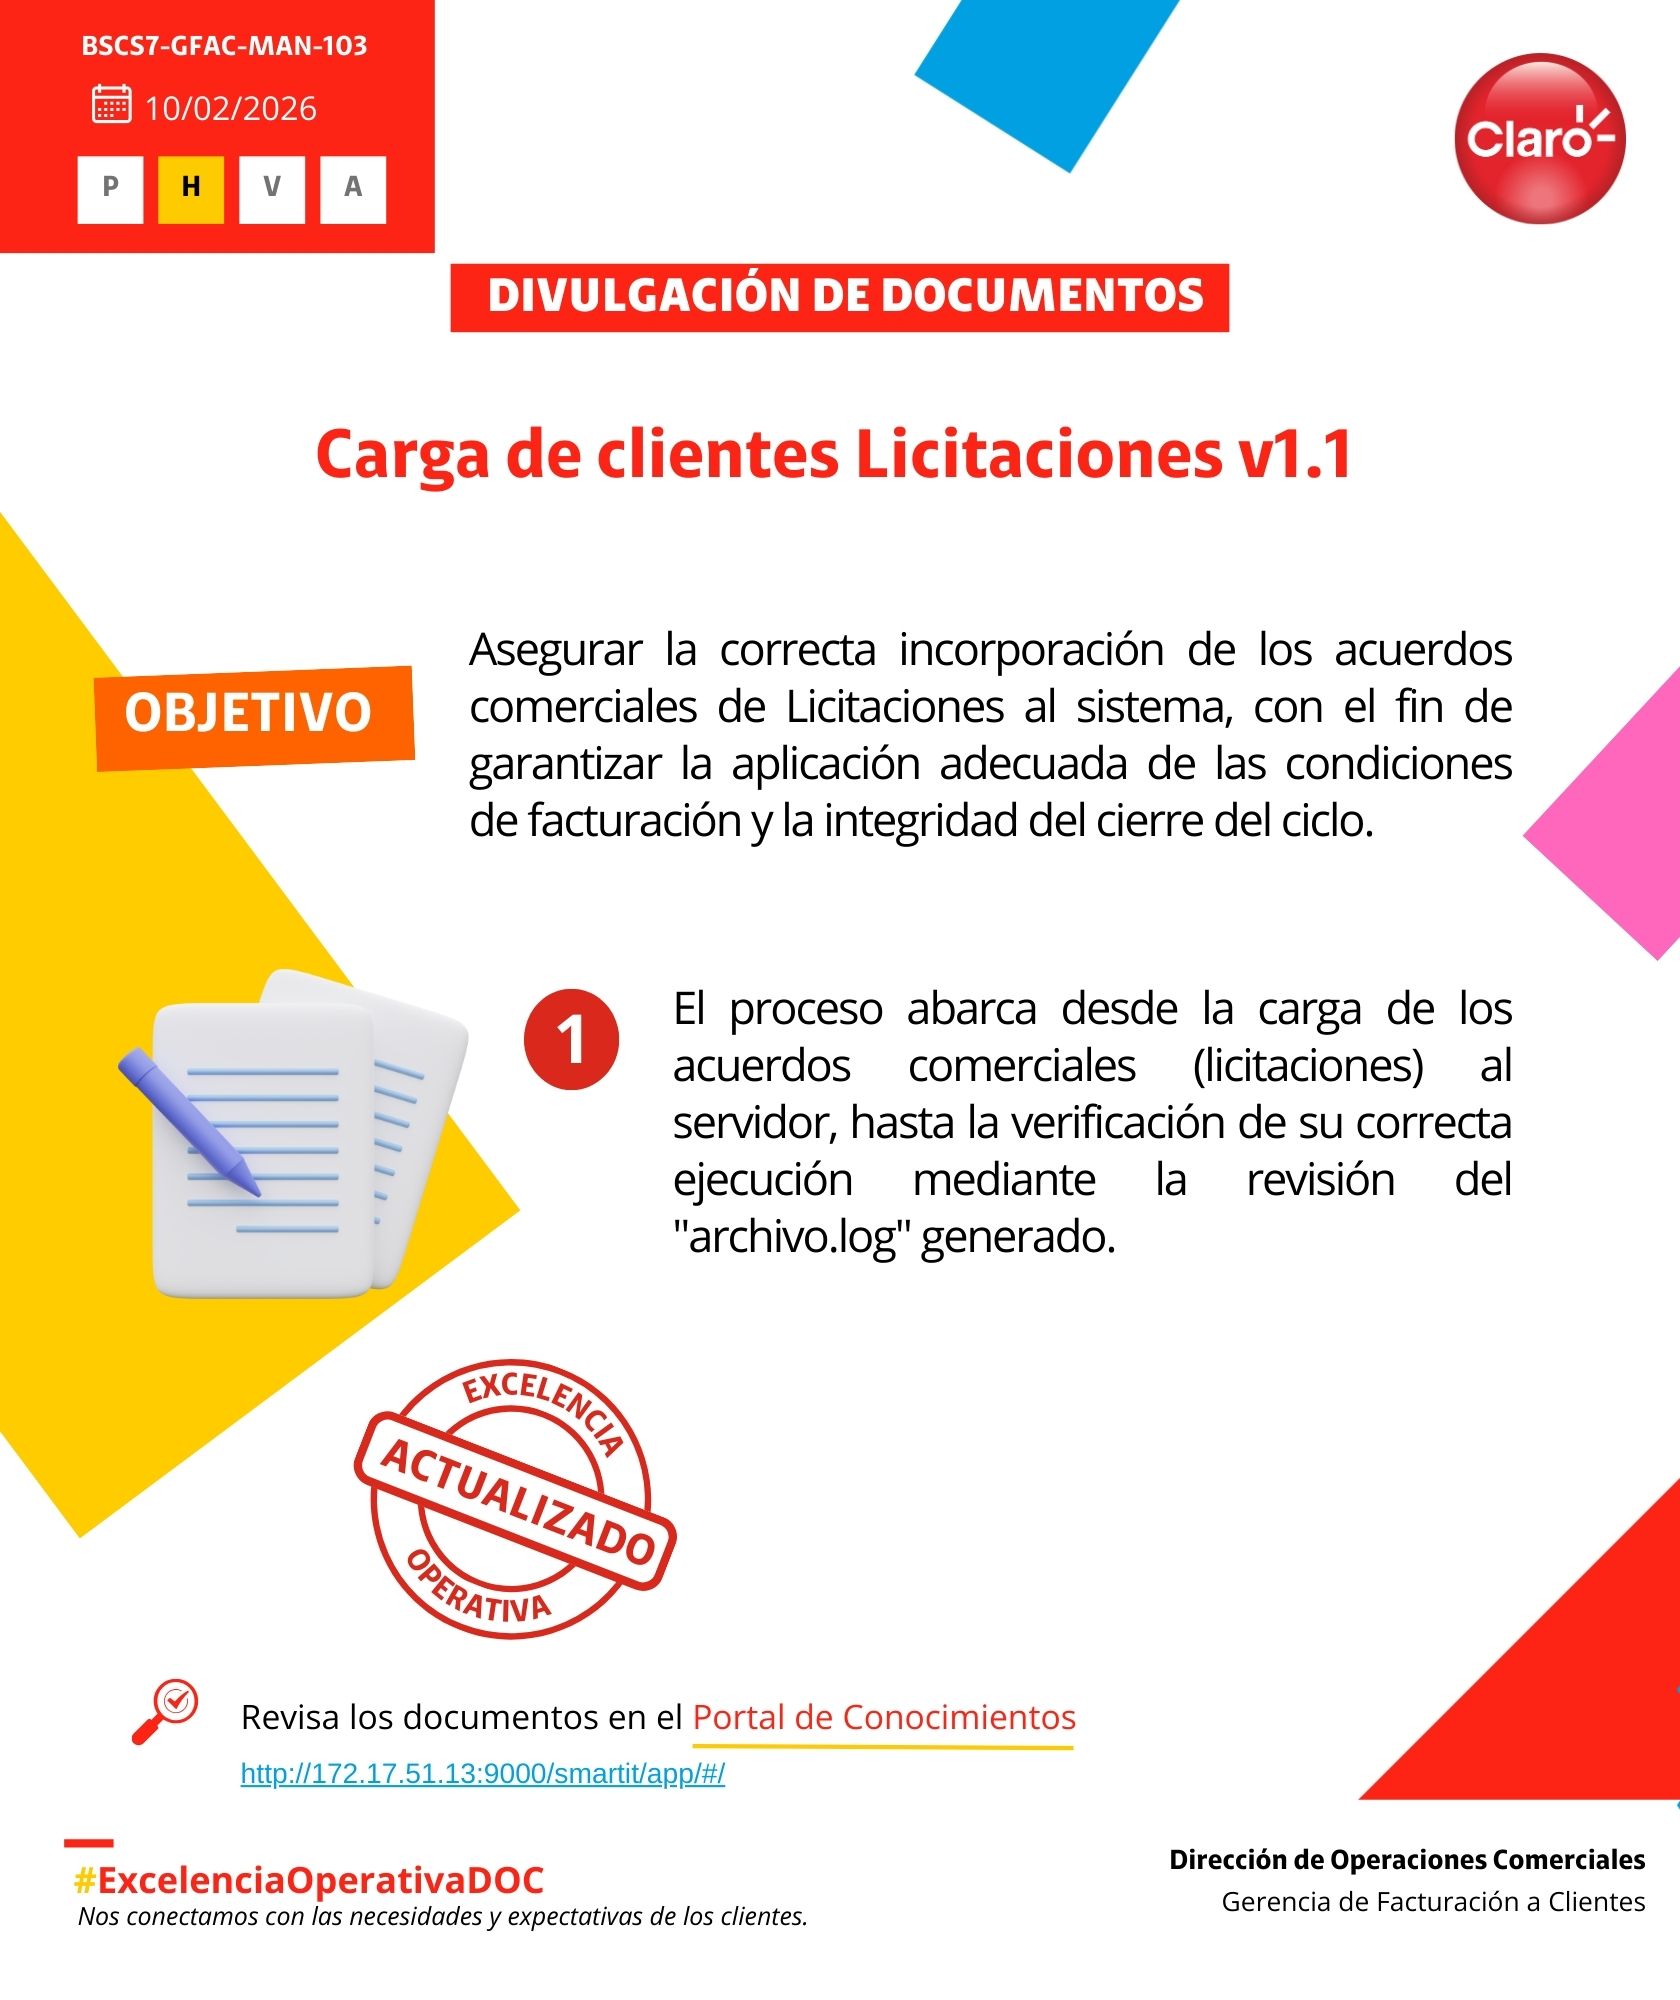 BSCS7-GFAC-MAN-103
10/02/2026
P H V A
Claro
DIVULGACIÓN DE DOCUMENTOS
Carga de clientes Licitaciones v1.1
OBJETIVO
Asegurar la correcta incorporación de los acuerdos
comerciales de Licitaciones al sistema, con el fin de
garantizar la aplicación adecuada de las condiciones
de facturación y la integridad del cierre del ciclo.
1
El proceso abarca desde la carga de los
acuerdos comerciales (licitaciones) al
servidor, hasta la verificación de su correcta
ejecución mediante la revisión del
"archivo.log" generado.
EXCELENCIA
ACTUALIZADO
OPERATIVA
Revisa los documentos en el Portal de Conocimientos
http://172.17.51.13:9000/smartit/app/#/
#ExcelenciaOperativaDOC
Nos conectamos con las necesidades y expectativas de los clientes.
Dirección de Operaciones Comerciales
Gerencia de Facturación a Clientes